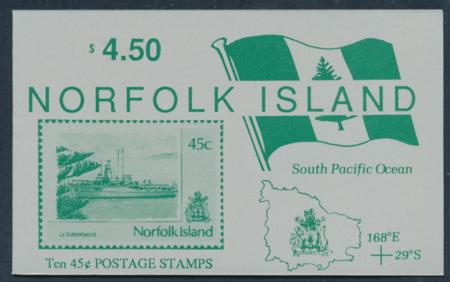 $ 4.50
NORFOLK ISLAND
45c
South Pacific Ocean
Norfolk Island
168°E
29°S
Ten 45¢ POSTAGE STAMPS